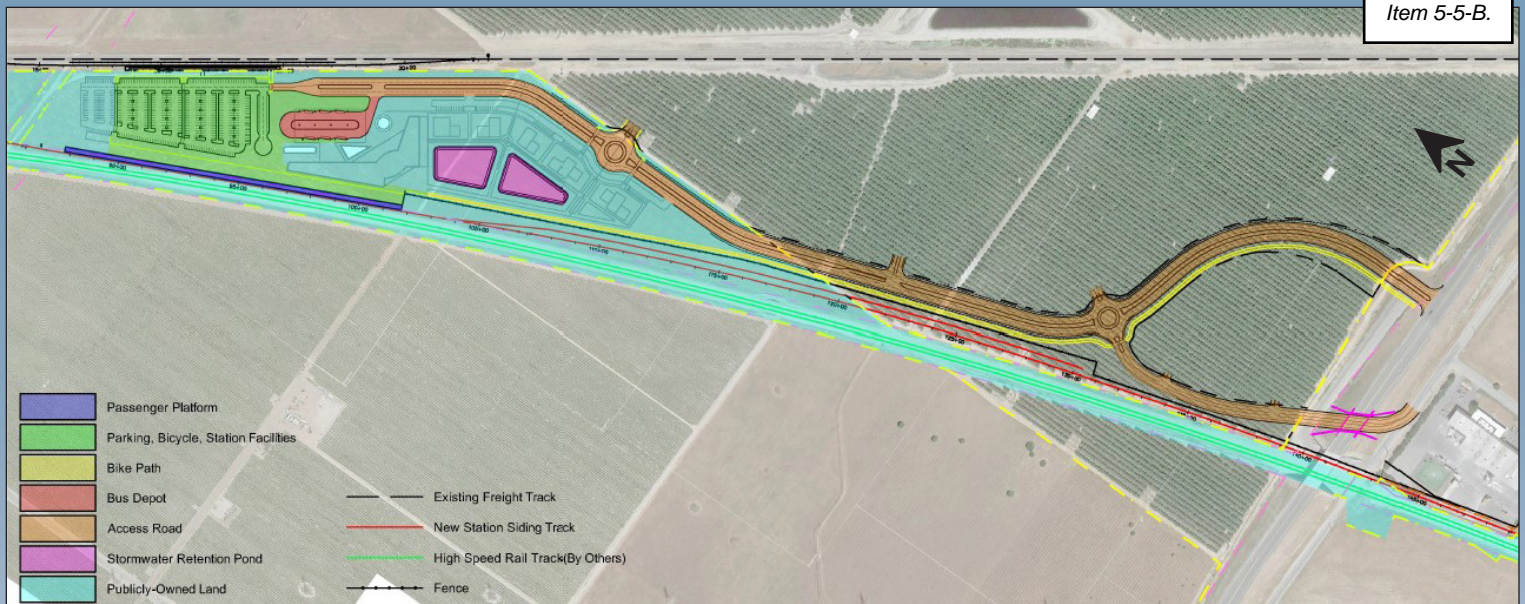 Item 5-5-B.
N
Passenger Platform
Parking, Bicycle, Station Facilities
Bike Path
Bus Depot
Access Road
Stormwater Retention Pond
Publicly-Owned Land
Existing Freight Track
New Station Siding Track
High Speed Rail Track(By Others)
Fence